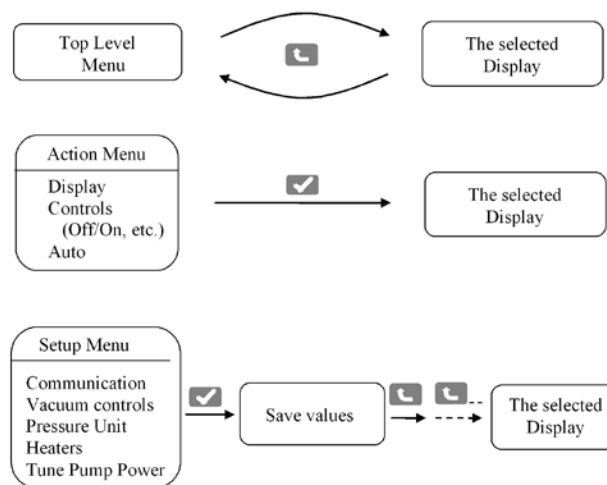 Top Level
Menu
The selected
Display
Action Menu
Display
Controls
(Off/On, etc.)
Auto
The selected
Display
Setup Menu
Communication
Vacuum controls
Pressure Unit
Heaters
Tune Pump Power
Save values
The selected
Display